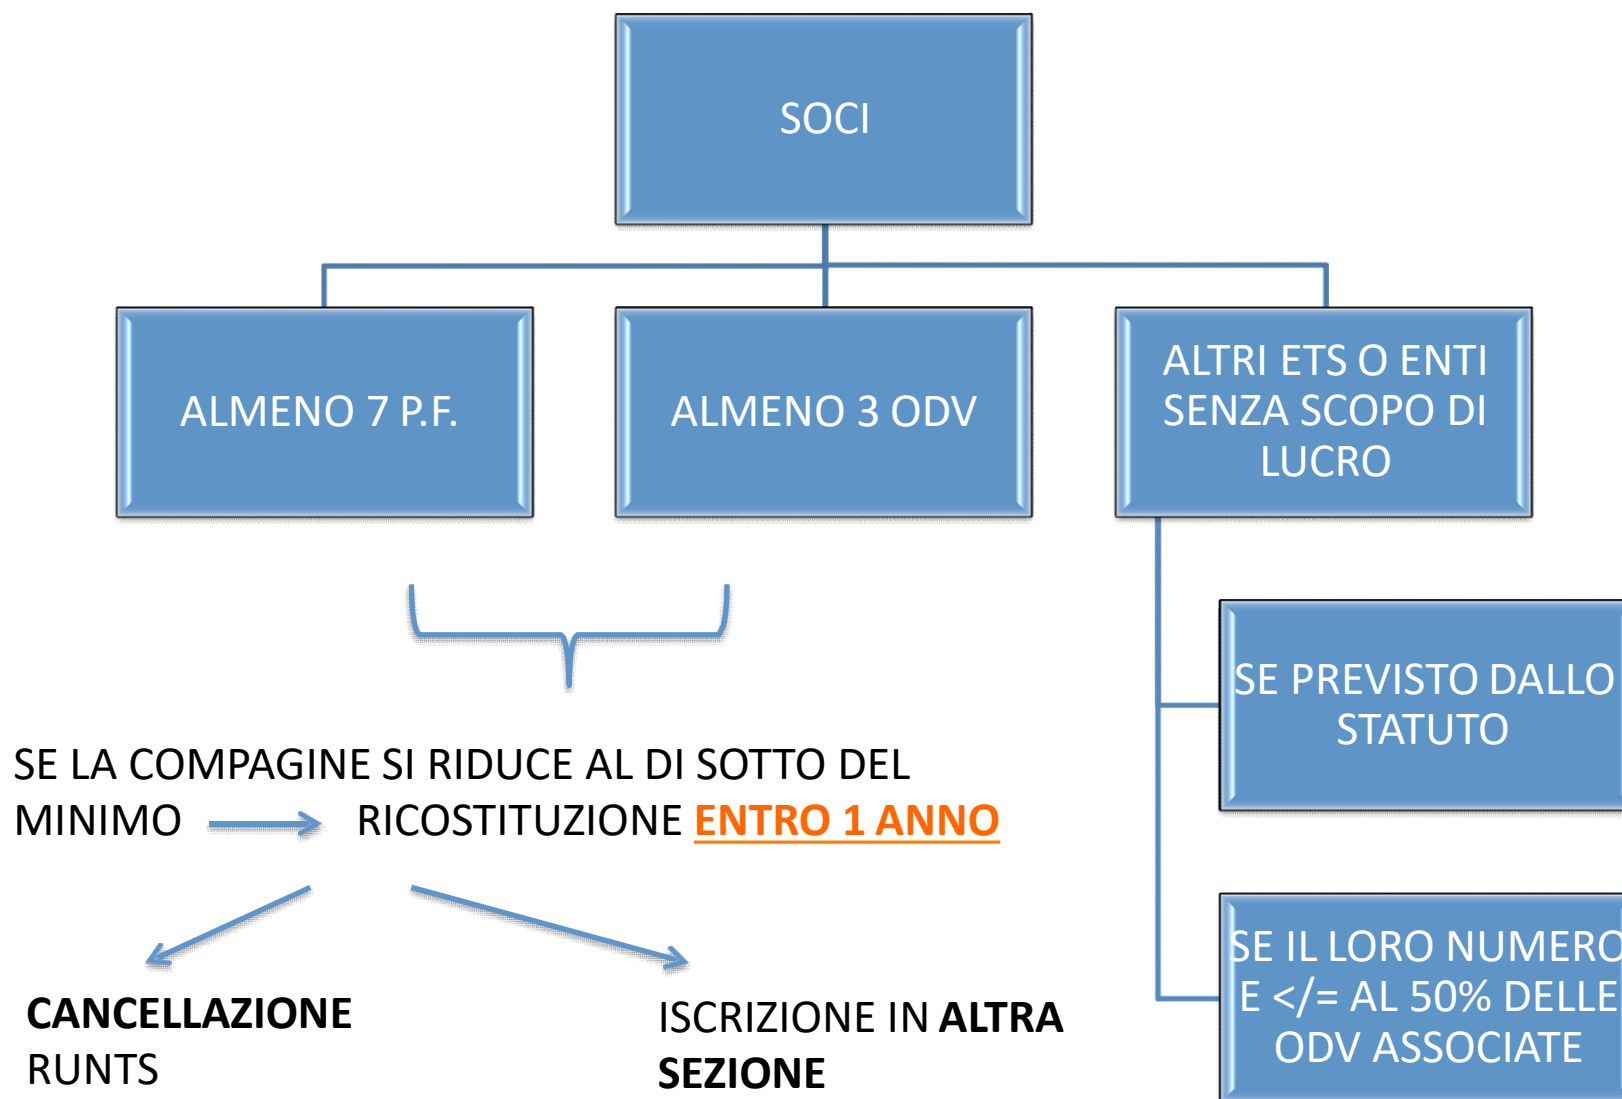 SOCI
ALMENO 7 P.F.
ALMENO 3 ODV
ALTRI ETS O ENTI
SENZA SCOPO DI
LUCRO
SE PREVISTO DALLO
STATUTO
SE IL LORO NUMERO
E </= AL 50% DELLE
ODV ASSOCIATE
SE LA COMPAGINE SI RIDUCE AL DI SOTTO DEL
MINIMO RICOSTITUZIONE ENTRO 1 ANNO
CANCELLAZIONE
RUNTS
ISCRIZIONE IN ALTRA
SEZIONE